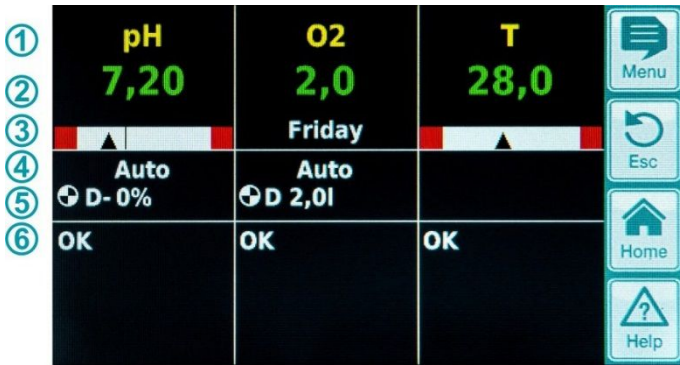 ① pH O2 T
② 7,20 2,0 28,0
③ Friday
④ Auto Auto
⑤ D- 0% D 2,0l
⑥ OK OK OK
Menu
Esc
Home
Help